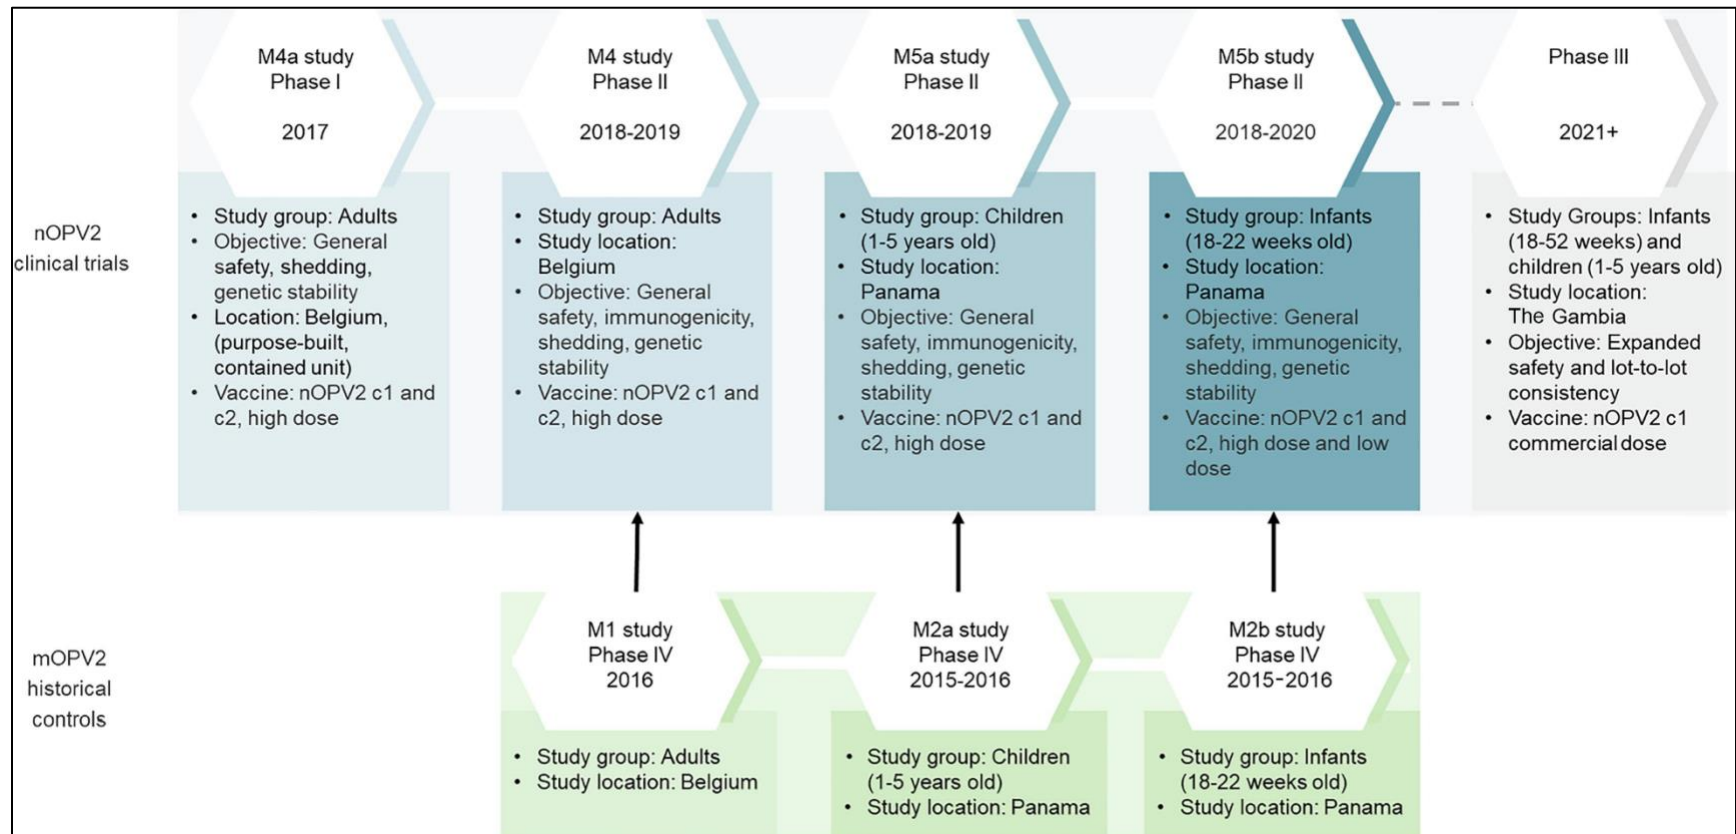 nOPV2
clinical trials
M4a study
Phase I
2017
• Study group: Adults
• Objective: General
safety, shedding,
genetic stability
• Location: Belgium,
(purpose-built,
contained unit)
• Vaccine: nOPV2 c1 and
c2, high dose
M4 study
Phase II
2018-2019
• Study group: Adults
• Study location:
Belgium
• Objective: General
safety, immunogenicity,
shedding, genetic
stability
• Vaccine: nOPV2 c1 and
c2, high dose
M5a study
Phase II
2018-2019
• Study group: Children
(1-5 years old)
• Study location:
Panama
• Objective: General
safety, immunogenicity,
shedding, genetic
stability
• Vaccine: nOPV2 c1 and
c2, high dose
M5b study
Phase II
2018-2020
• Study group: Infants
(18-22 weeks old)
• Study location:
Panama
• Objective: General
safety, immunogenicity,
shedding, genetic
stability
• Vaccine: nOPV2 c1 and
c2, high dose and low
dose
Phase III
2021+
• Study Groups: Infants
(18-52 weeks) and
children (1-5 years old)
• Study location:
The Gambia
• Objective: Expanded
safety and lot-to-lot
consistency
• Vaccine: nOPV2 c1
commercial dose
mOPV2
historical
controls
M1 study
Phase IV
2016
• Study group: Adults
• Study location: Belgium
M2a study
Phase IV
2015-2016
• Study group: Children
(1-5 years old)
• Study location: Panama
M2b study
Phase IV
2015-2016
• Study group: Infants
(18-22 weeks old)
• Study location: Panama